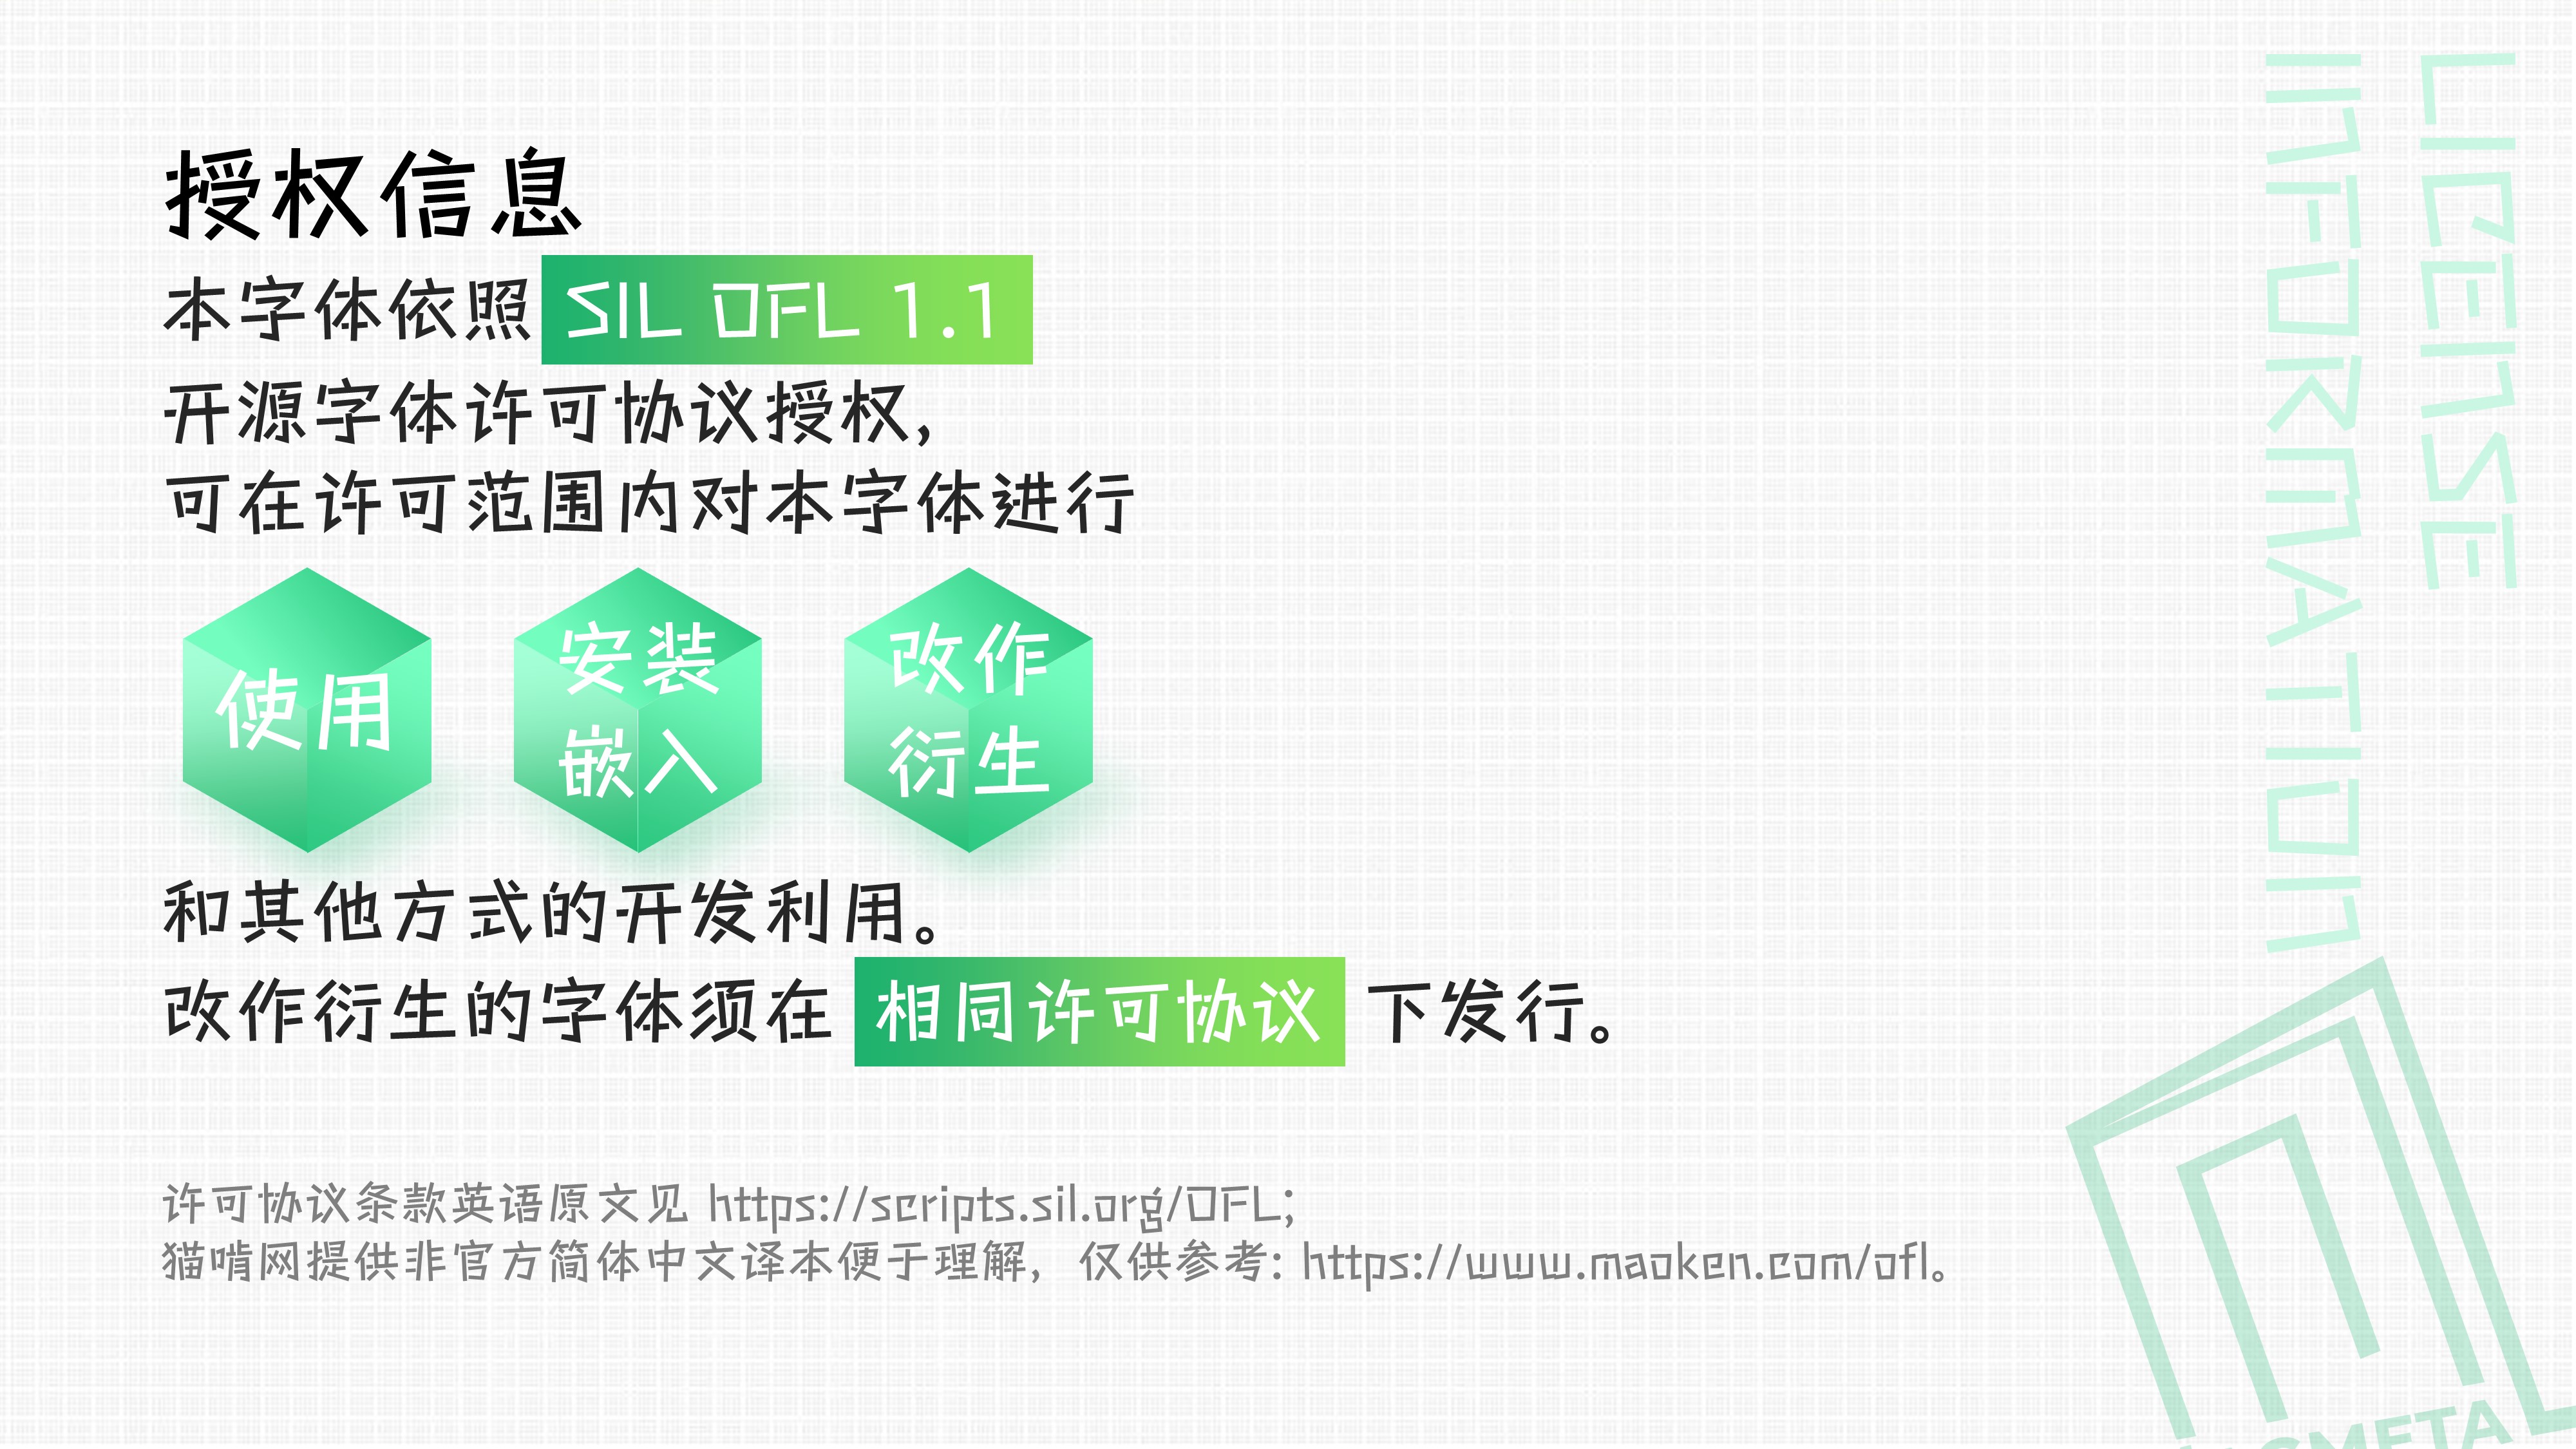 授权信息
本字体依照 SIL OFL 1.1
开源字体许可协议授权，
可在许可范围内对本字体进行
使用
安装
嵌入
改作
衍生
和其他方式的开发利用。
改作衍生的字体须在 相同许可协议 下发行。
许可协议条款英语原文见 https://scripts.sil.org/OFL；
猫啃网提供非官方简体中文译本便于理解，仅供参考：https://www.maoken.com/ofl。
LICENSE
INFORMATION